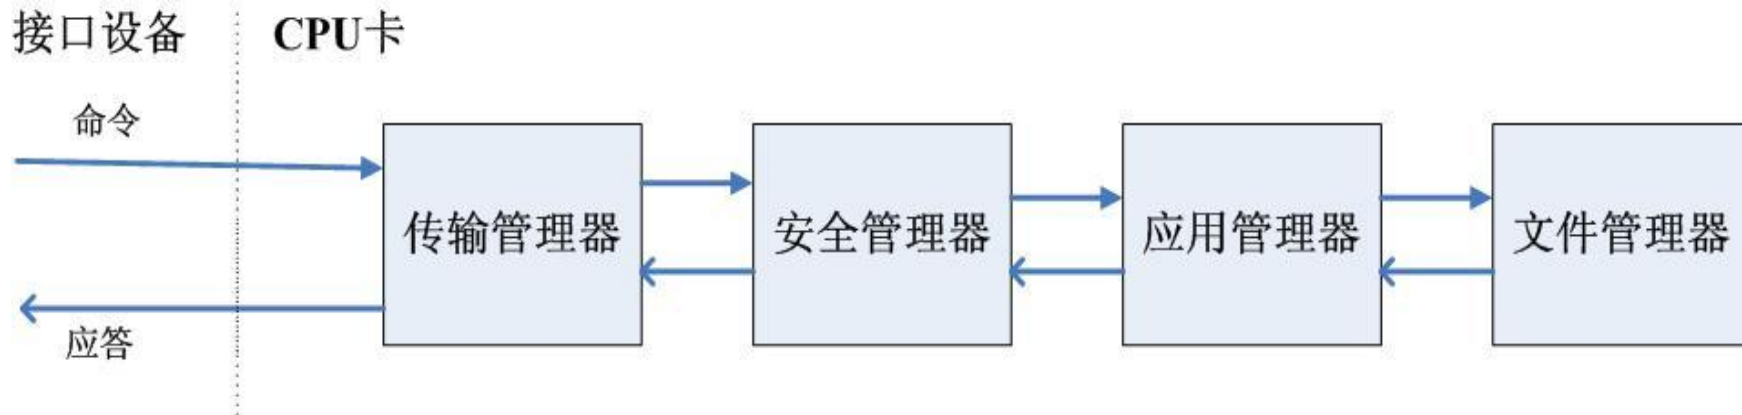 接口设备
CPU卡
命令
传输管理器
安全管理器
应用管理器
文件管理器
应答